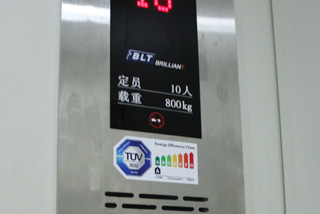 BLT BRILLIANT
定员 10人
载重 800kg
Energy Efficiency Class
TÜV
SÜD
A